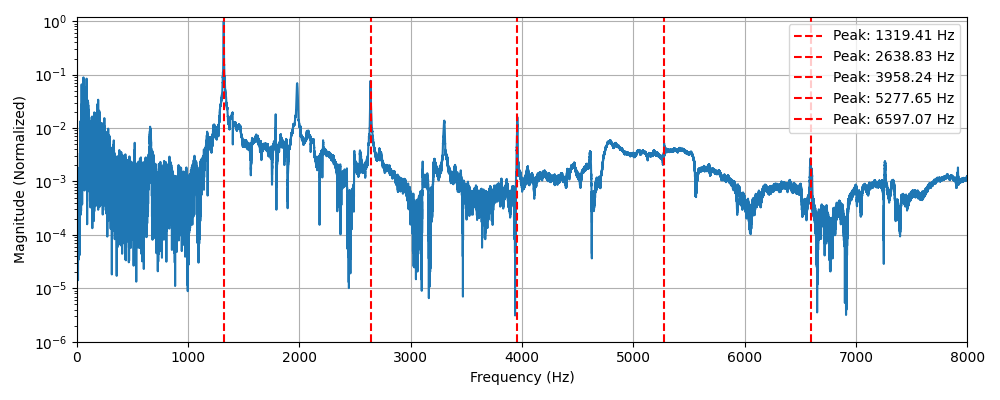 Magnitude (Normalized)
10⁰
10⁻¹
10⁻²
10⁻³
10⁻⁴
10⁻⁵
10⁻⁶
Peak: 1319.41 Hz
Peak: 2638.83 Hz
Peak: 3958.24 Hz
Peak: 5277.65 Hz
Peak: 6597.07 Hz
0 1000 2000 3000 4000 5000 6000 7000 8000
Frequency (Hz)